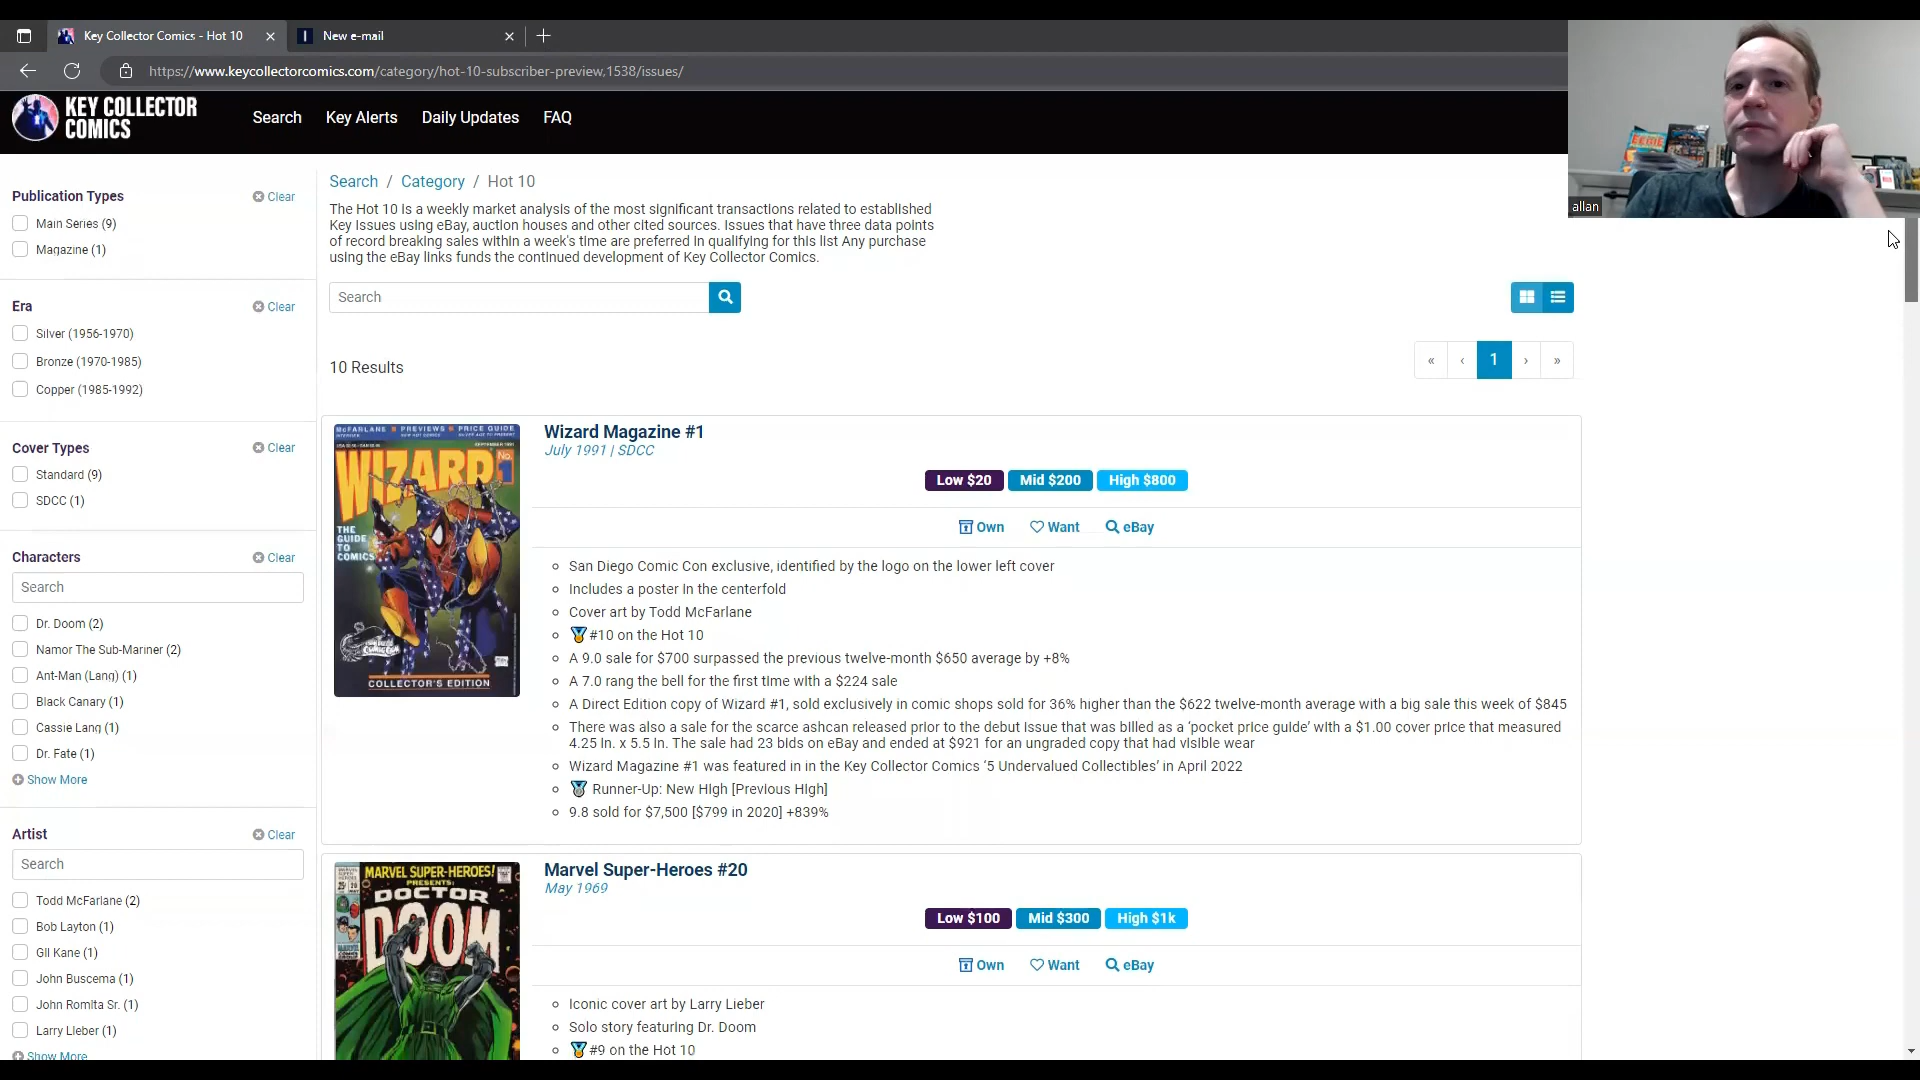 Key Collector Comics - Hot 10
New e-mail
https://www.keycollectorcomics.com/category/hot-10-subscriber-preview,1538/issues/
KEY COLLECTOR
COMICS
Search
Key Alerts
Daily Updates
FAQ
allan
Publication Types
Clear
Main Series (9)
Magazine (1)
Era
Clear
Silver (1956-1970)
Bronze (1970-1985)
Copper (1985-1992)
Cover Types
Clear
Standard (9)
SDCC (1)
Characters
Clear
Search
Dr. Doom (2)
Namor The Sub-Mariner (2)
Ant-Man (Lang) (1)
Black Canary (1)
Cassie Lang (1)
Dr. Fate (1)
Show More
Artist
Clear
Search
Todd McFarlane (2)
Bob Layton (1)
Gil Kane (1)
John Buscema (1)
John Romita Sr. (1)
Larry Lieber (1)
Show More
Search / Category / Hot 10
The Hot 10 is a weekly market analysis of the most significant transactions related to established
Key Issues using eBay, auction houses and other cited sources. Issues that have three data points
of record breaking sales within a week's time are preferred in qualifying for this list Any purchase
using the eBay links funds the continued development of Key Collector Comics.
Search
10 Results
« ‹ 1 › »
McFARLANE PREVIEWS PRICE GUIDE
WIZARD
No. 1
THE
GUIDE
TO
COMICS
COLLECTOR'S EDITION
Wizard Magazine #1
July 1991 | SDCC
Low $20
Mid $200
High $800
Own
Want
eBay
San Diego Comic Con exclusive, identified by the logo on the lower left cover
Includes a poster in the centerfold
Cover art by Todd McFarlane
#10 on the Hot 10
A 9.0 sale for $700 surpassed the previous twelve-month $650 average by +8%
A 7.0 rang the bell for the first time with a $224 sale
A Direct Edition copy of Wizard #1, sold exclusively in comic shops sold for 36% higher than the $622 twelve-month average with a big sale this week of $845
There was also a sale for the scarce ashcan released prior to the debut issue that was billed as a ‘pocket price guide’ with a $1.00 cover price that measured
4.25 in. x 5.5 in. The sale had 23 bids on eBay and ended at $921 for an ungraded copy that had visible wear
Wizard Magazine #1 was featured in in the Key Collector Comics ‘5 Undervalued Collectibles’ in April 2022
Runner-Up: New High [Previous High]
9.8 sold for $7,500 [$799 in 2020] +839%
MARVEL SUPER-HEROES!
PRESENTS:
DOCTOR
DOOM
Marvel Super-Heroes #20
May 1969
Low $100
Mid $300
High $1k
Own
Want
eBay
Iconic cover art by Larry Lieber
Solo story featuring Dr. Doom
#9 on the Hot 10